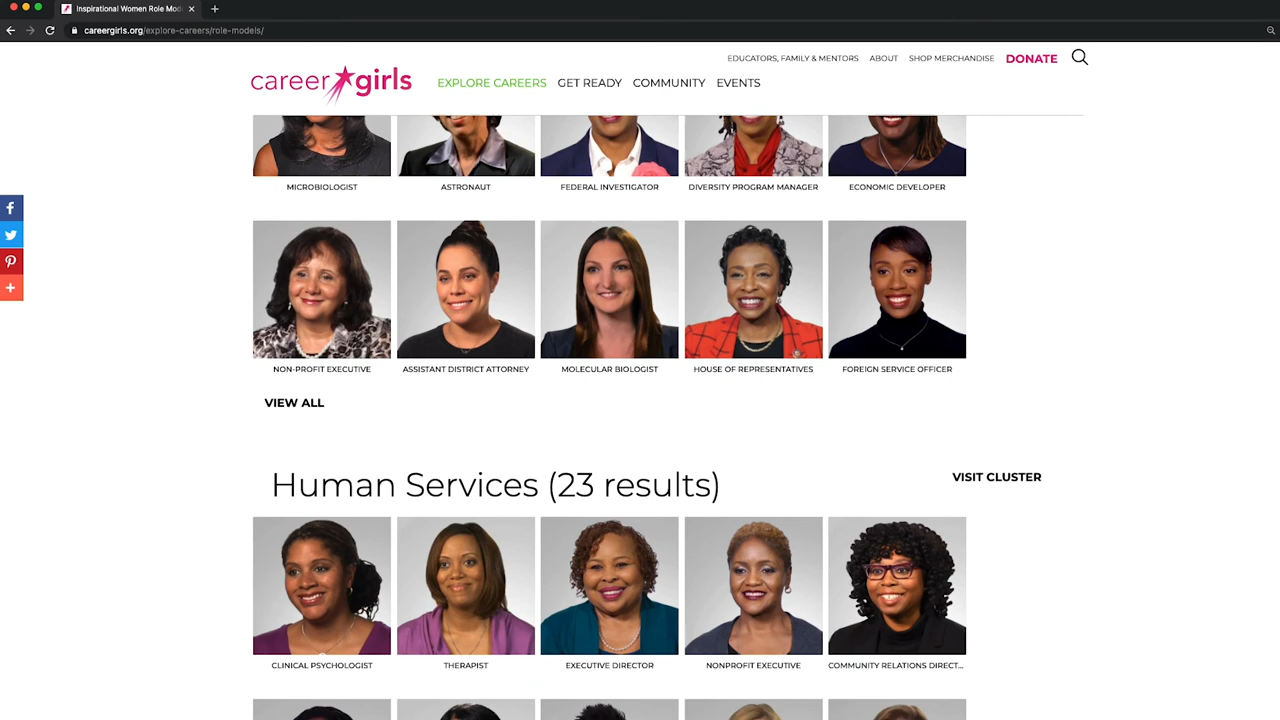 Inspirational Women Role Mod
careergirls.org/explore-careers/role-models/
EDUCATORS, FAMILY & MENTORS ABOUT SHOP MERCHANDISE DONATE
career girls EXPLORE CAREERS GET READY COMMUNITY EVENTS
MICROBIOLOGIST ASTRONAUT FEDERAL INVESTIGATOR DIVERSITY PROGRAM MANAGER ECONOMIC DEVELOPER
NON-PROFIT EXECUTIVE ASSISTANT DISTRICT ATTORNEY MOLECULAR BIOLOGIST HOUSE OF REPRESENTATIVES FOREIGN SERVICE OFFICER
VIEW ALL
Human Services (23 results) VISIT CLUSTER
CLINICAL PSYCHOLOGIST THERAPIST EXECUTIVE DIRECTOR NONPROFIT EXECUTIVE COMMUNITY RELATIONS DIRECT...